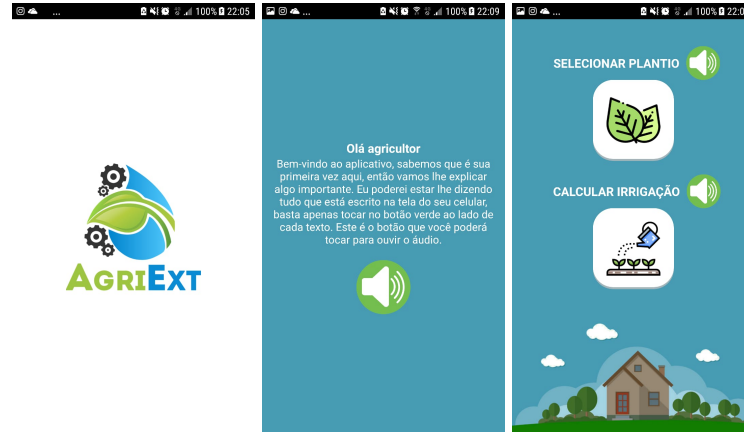 ... 100% 22:05
AGRIEXT
... 100% 22:09
Olá agricultor
Bem-vindo ao aplicativo, sabemos que é sua
primeira vez aqui, então vamos lhe explicar
algo importante. Eu poderei estar lhe dizendo
tudo que está escrito na tela do seu celular,
basta apenas tocar no botão verde ao lado de
cada texto. Este é o botão que você poderá
tocar para ouvir o áudio.
... 100%
SELECIONAR PLANTIO
CALCULAR IRRIGAÇÃO